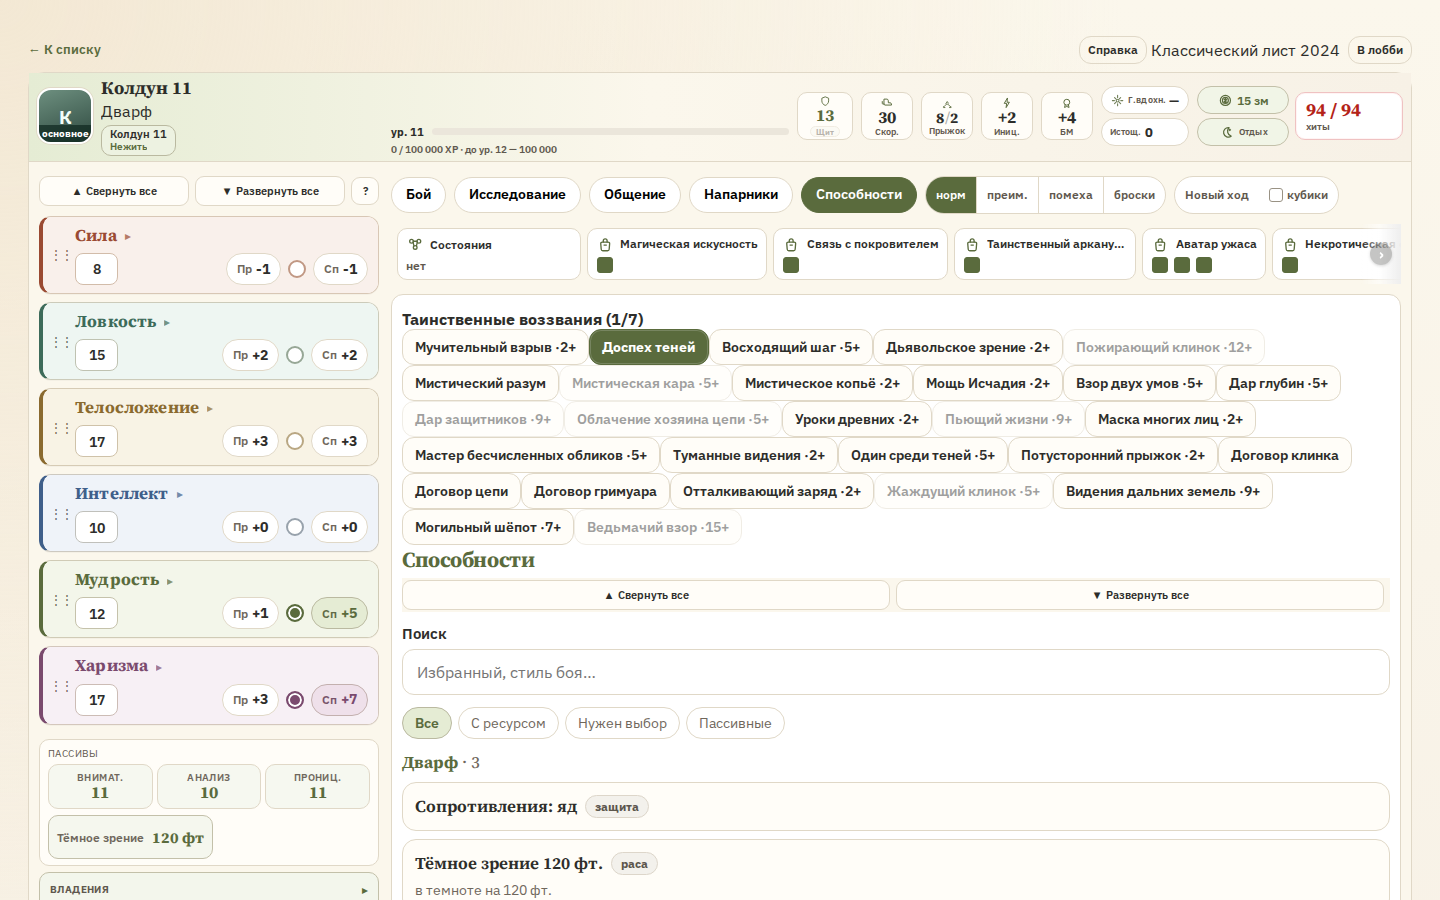 ← К списку
Справка Классический лист 2024 В лобби
К
основное
Колдун 11
Дварф
Колдун 11
Нежить
ур. 11
0 / 100 000 XP · до ур. 12 — 100 000
13
Щит
30
Скор.
8/2
Прыжок
+2
Иниц.
+4
БМ
Г.вдохн. —
Истощ. 0
15 зм
Отдых
94 / 94
хиты
▲ Свернуть все
▼ Развернуть все
?
Сила ▸
8
Пр -1
Сп -1
Ловкость ▸
15
Пр +2
Сп +2
Телосложение ▸
17
Пр +3
Сп +3
Интеллект ▸
10
Пр +0
Сп +0
Мудрость ▸
12
Пр +1
Сп +5
Харизма ▸
17
Пр +3
Сп +7
ПАССИВЫ
ВНИМАТ.
11
АНАЛИЗ
10
ПРОНИЦ.
11
Тёмное зрение 120 фт
ВЛАДЕНИЯ ▸
Бой Исследование Общение Напарники Способности
норм преим. помеха броски
Новый ход кубики
Состояния
нет
Магическая искусность
Связь с покровителем
Таинственный аркану...
Аватар ужаса
Некротическая
›
Таинственные воззвания (1/7)
Мучительный взрыв ·2+ Доспех теней Восходящий шаг ·5+ Дьявольское зрение ·2+ Пожирающий клинок ·12+
Мистический разум Мистическая кара ·5+ Мистическое копьё ·2+ Мощь Исчадия ·2+ Взор двух умов ·5+ Дар глубин ·5+
Дар защитников ·9+ Облачение хозяина цепи ·5+ Уроки древних ·2+ Пьющий жизни ·9+ Маска многих лиц ·2+
Мастер бесчисленных обликов ·5+ Туманные видения ·2+ Один среди теней ·5+ Потусторонний прыжок ·2+ Договор клинка
Договор цепи Договор гримуара Отталкивающий заряд ·2+ Жаждущий клинок ·5+ Видения дальних земель ·9+
Могильный шёпот ·7+ Ведьмачий взор ·15+
Способности
▲ Свернуть все ▼ Развернуть все
Поиск
Избранный, стиль боя...
Все С ресурсом Нужен выбор Пассивные
Дварф · 3
Сопротивления: яд защита
Тёмное зрение 120 фт. раса
в темноте на 120 фт.